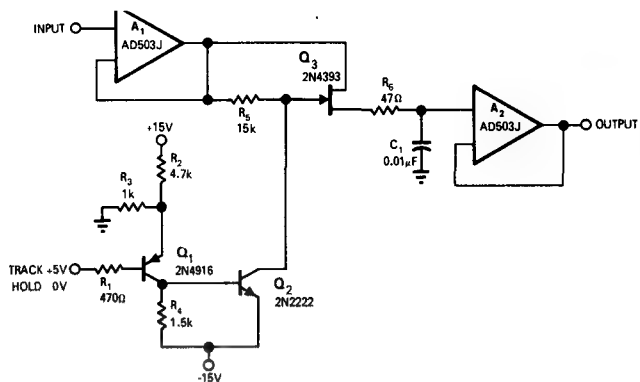 INPUT
A1
AD503J
Q3
2N4393
R5
15k
R6
47Ω
C1
0.01μF
A2
AD503J
OUTPUT
+15V
R2
4.7k
R3
1k
Q1
2N4916
TRACK +5V
HOLD 0V
R1
470Ω
R4
1.5k
Q2
2N2222
-15V